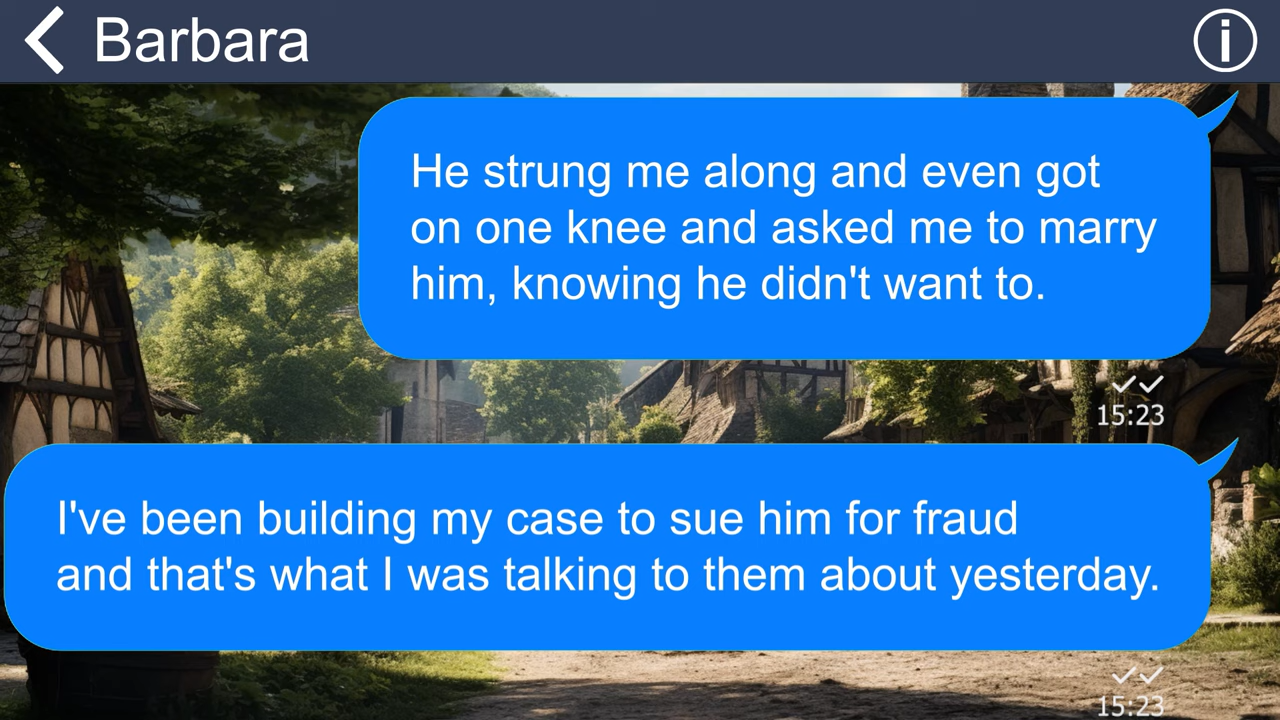 Barbara
He strung me along and even got
on one knee and asked me to marry
him, knowing he didn't want to.
15:23
I've been building my case to sue him for fraud
and that's what I was talking to them about yesterday.
15:23